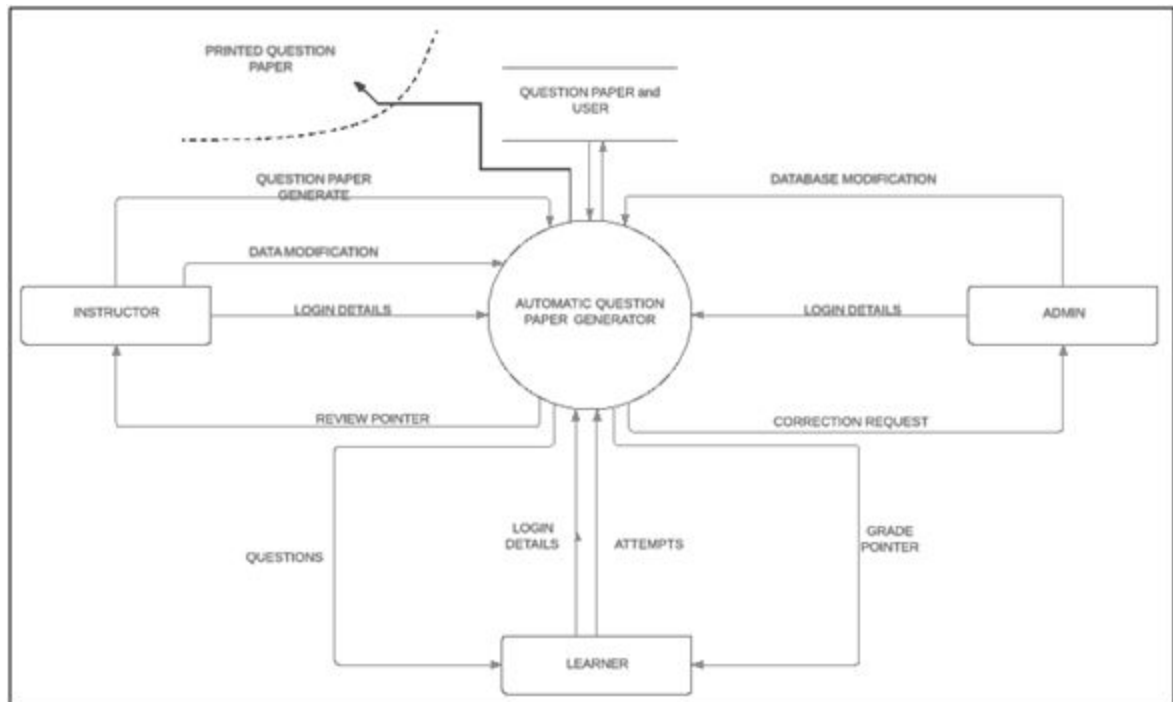 PRINTED QUESTION
PAPER
QUESTION PAPER and
USER
QUESTION PAPER
GENERATE
DATABASE MODIFICATION
DATA MODIFICATION
INSTRUCTOR
LOGIN DETAILS
AUTOMATIC QUESTION
PAPER GENERATOR
LOGIN DETAILS
ADMIN
REVIEW POINTER
CORRECTION REQUEST
QUESTIONS
LOGIN
DETAILS
ATTEMPTS
GRADE
POINTER
LEARNER